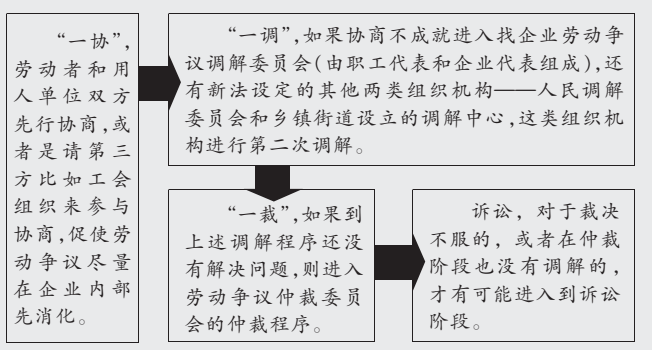 “一协”,
劳动者和用
人单位双方
先行协商,或
者是请第三
方比如工会
组织来参与
协商,促使劳
动争议尽量
在企业内部
先消化。
“一调”,如果协商不成就进入找企业劳动争
议调解委员会(由职工代表和企业代表组成),还
有新法设定的其他两类组织机构——人民调解
委员会和乡镇街道设立的调解中心,这类组织机
构进行第二次调解。
“一裁”,如果到
上述调解程序还没
有解决问题,则进入
劳动争议仲裁委员
会的仲裁程序。
诉讼,对于裁决
不服的,或者在仲裁
阶段也没有调解的,
才有可能进入到诉讼
阶段。